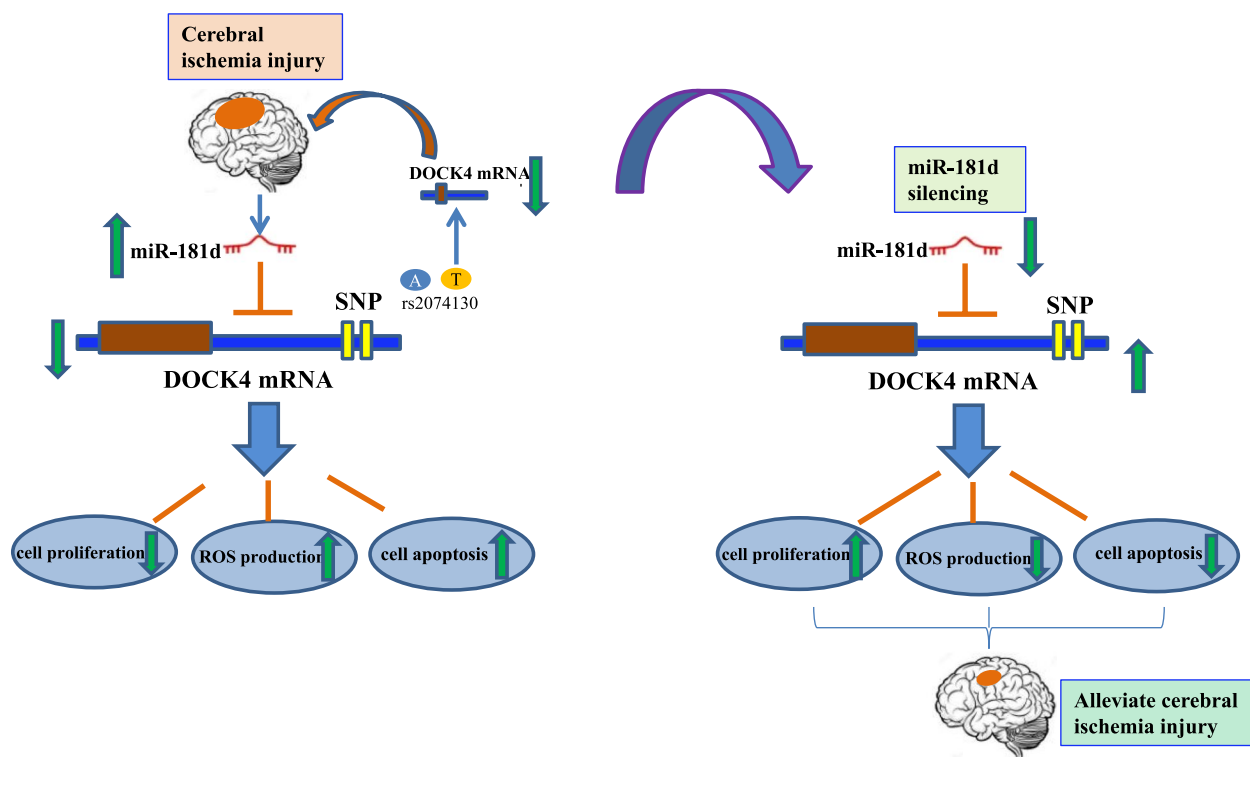 Cerebral
ischemia injury
DOCK4 mRNA
miR-181d
A
T
rs2074130
SNP
DOCK4 mRNA
cell proliferation
ROS production
cell apoptosis
miR-181d
silencing
miR-181d
SNP
DOCK4 mRNA
cell proliferation
ROS production
cell apoptosis
Alleviate cerebral
ischemia injury